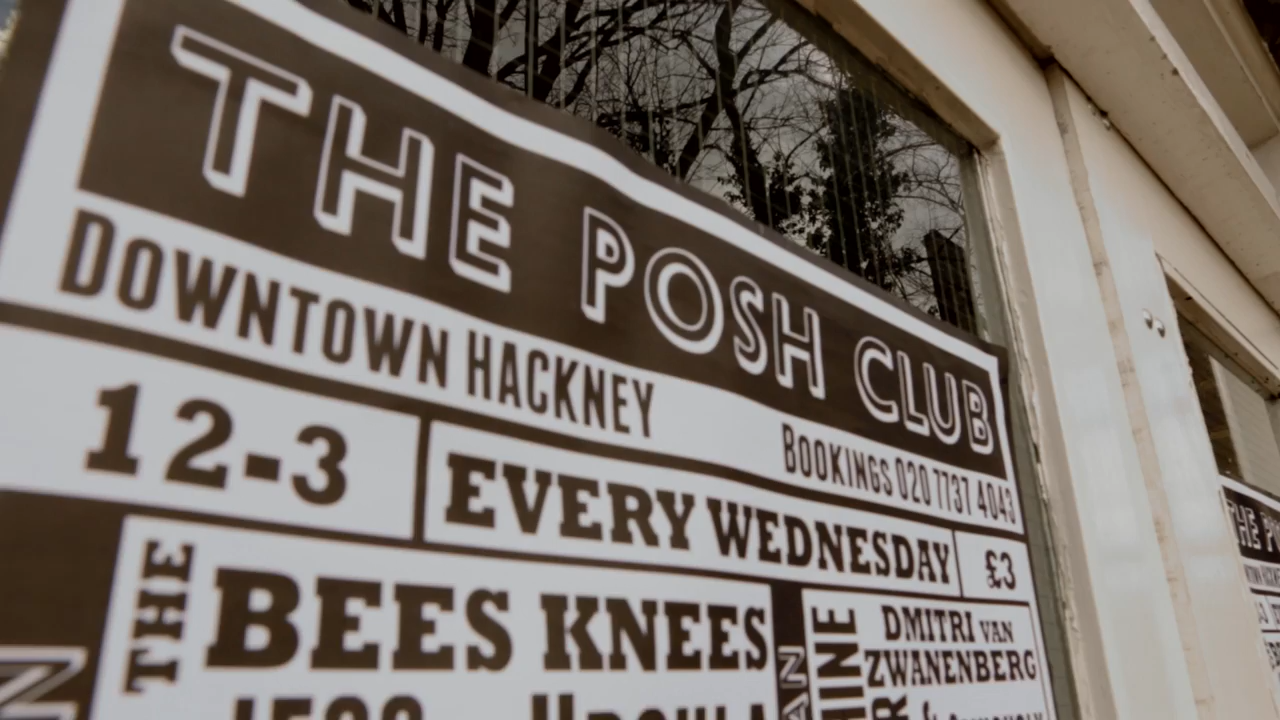 THE POSH CLUB
DOWNTOWN HACKNEY
BOOKINGS 020 7737 4043
12-3
EVERY WEDNESDAY
£3
THE
BEES KNEES
DMITRI VAN
ZWANENBERG
THE P